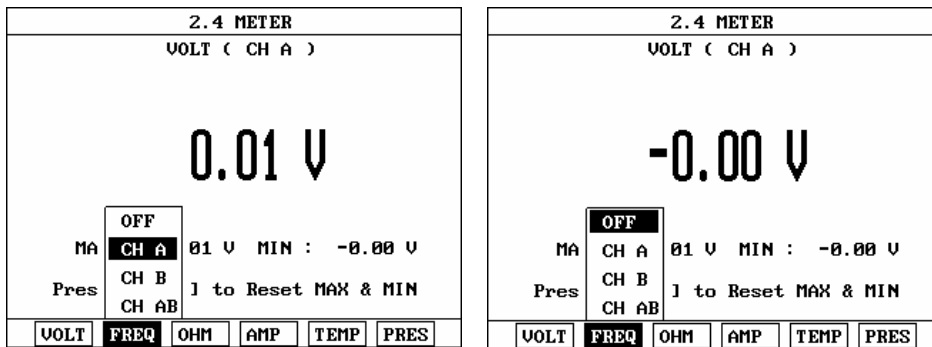 2.4 METER
VOLT ( CH A )
0.01 V
OFF
MA CH A 01 V MIN : -0.00 V
CH B
Pres ] to Reset MAX & MIN
CH AB
VOLT FREQ OHM AMP TEMP PRES
2.4 METER
VOLT ( CH A )
-0.00 V
OFF
MA CH A 01 V MIN : -0.00 V
CH B
Pres ] to Reset MAX & MIN
CH AB
VOLT FREQ OHM AMP TEMP PRES